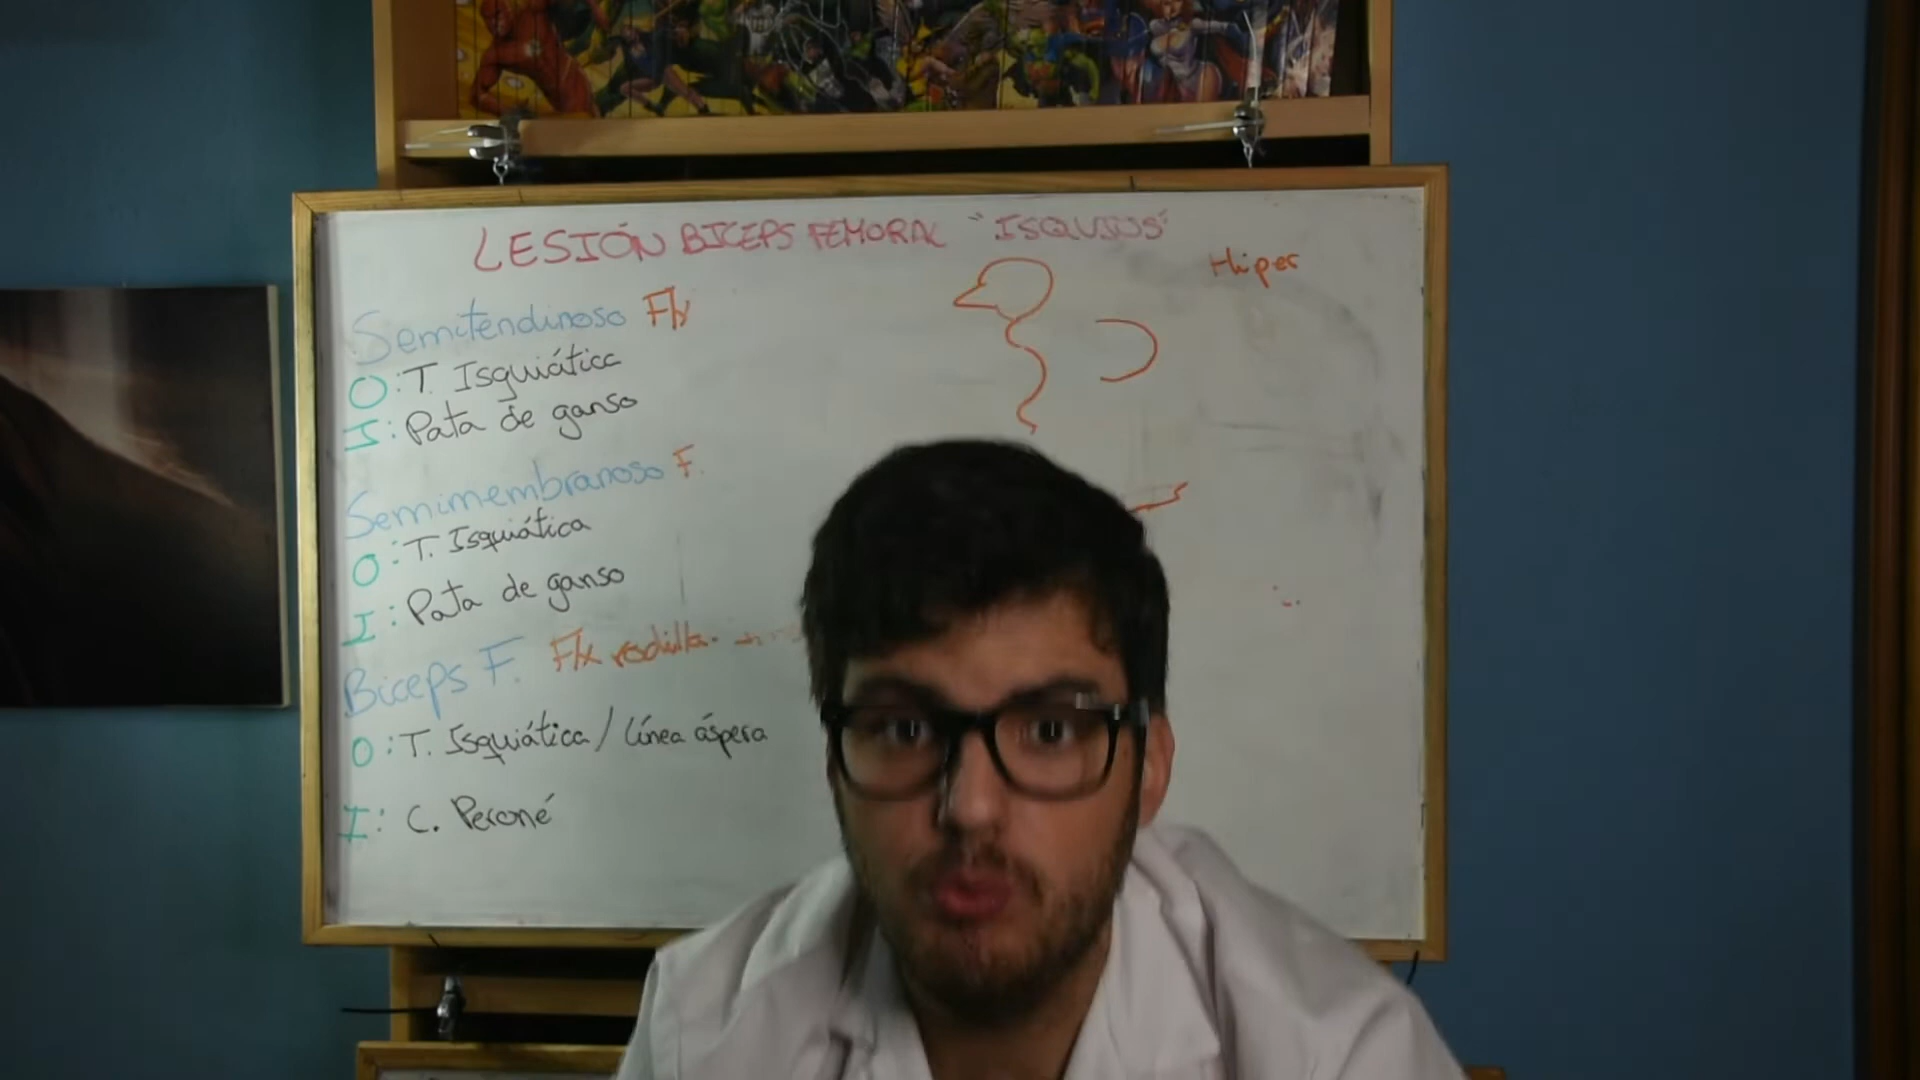 LESIÓN BICEPS FEMORAL "ISQUIOS"
Hiper
Semitendinoso Flx
O: T. Isquiática
I: Pata de ganso
Semimembranoso F.
O: T. Isquiática
I: Pata de ganso
Biceps F. Flx rodilla.
O: T. Isquiática / Línea áspera
I: C. Peroné